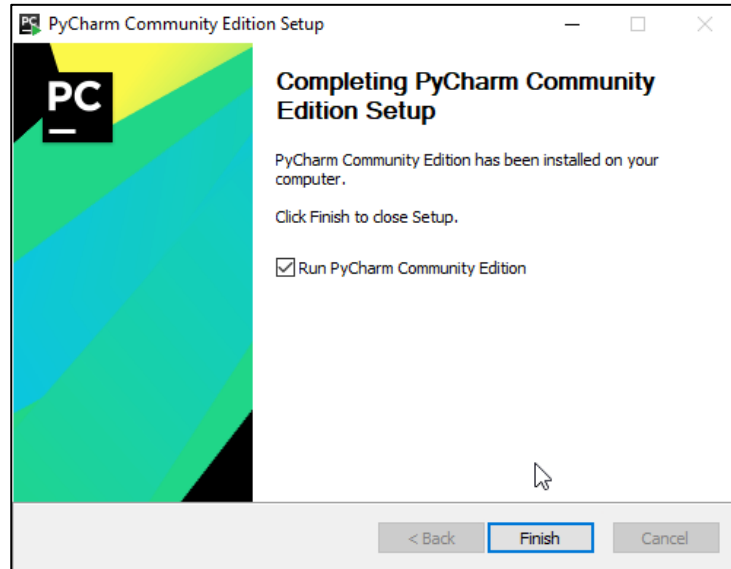 PyCharm Community Edition Setup
PC
Completing PyCharm Community
Edition Setup
PyCharm Community Edition has been installed on your
computer.
Click Finish to close Setup.
Run PyCharm Community Edition
< Back
Finish
Cancel